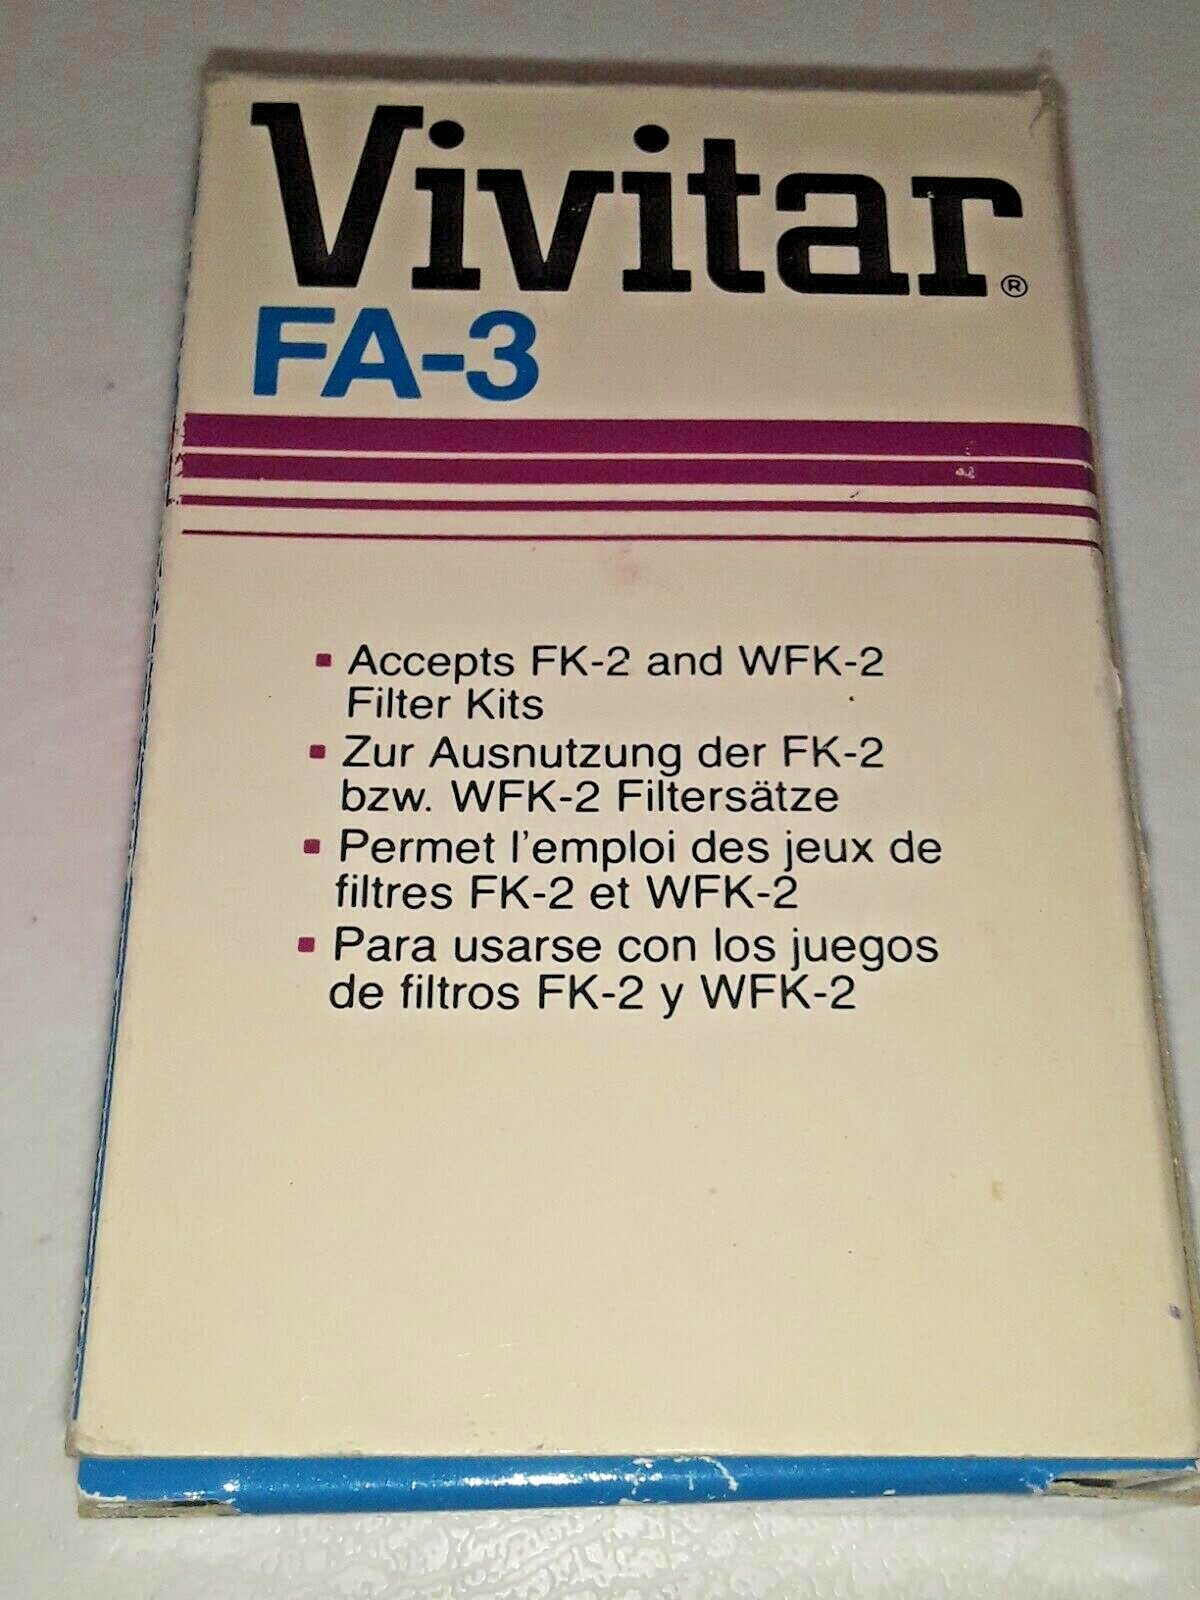 Vivitar®
FA-3
▪ Accepts FK-2 and WFK-2
Filter Kits
▪ Zur Ausnutzung der FK-2
bzw. WFK-2 Filtersätze
▪ Permet l'emploi des jeux de
filtres FK-2 et WFK-2
▪ Para usarse con los juegos
de filtros FK-2 y WFK-2